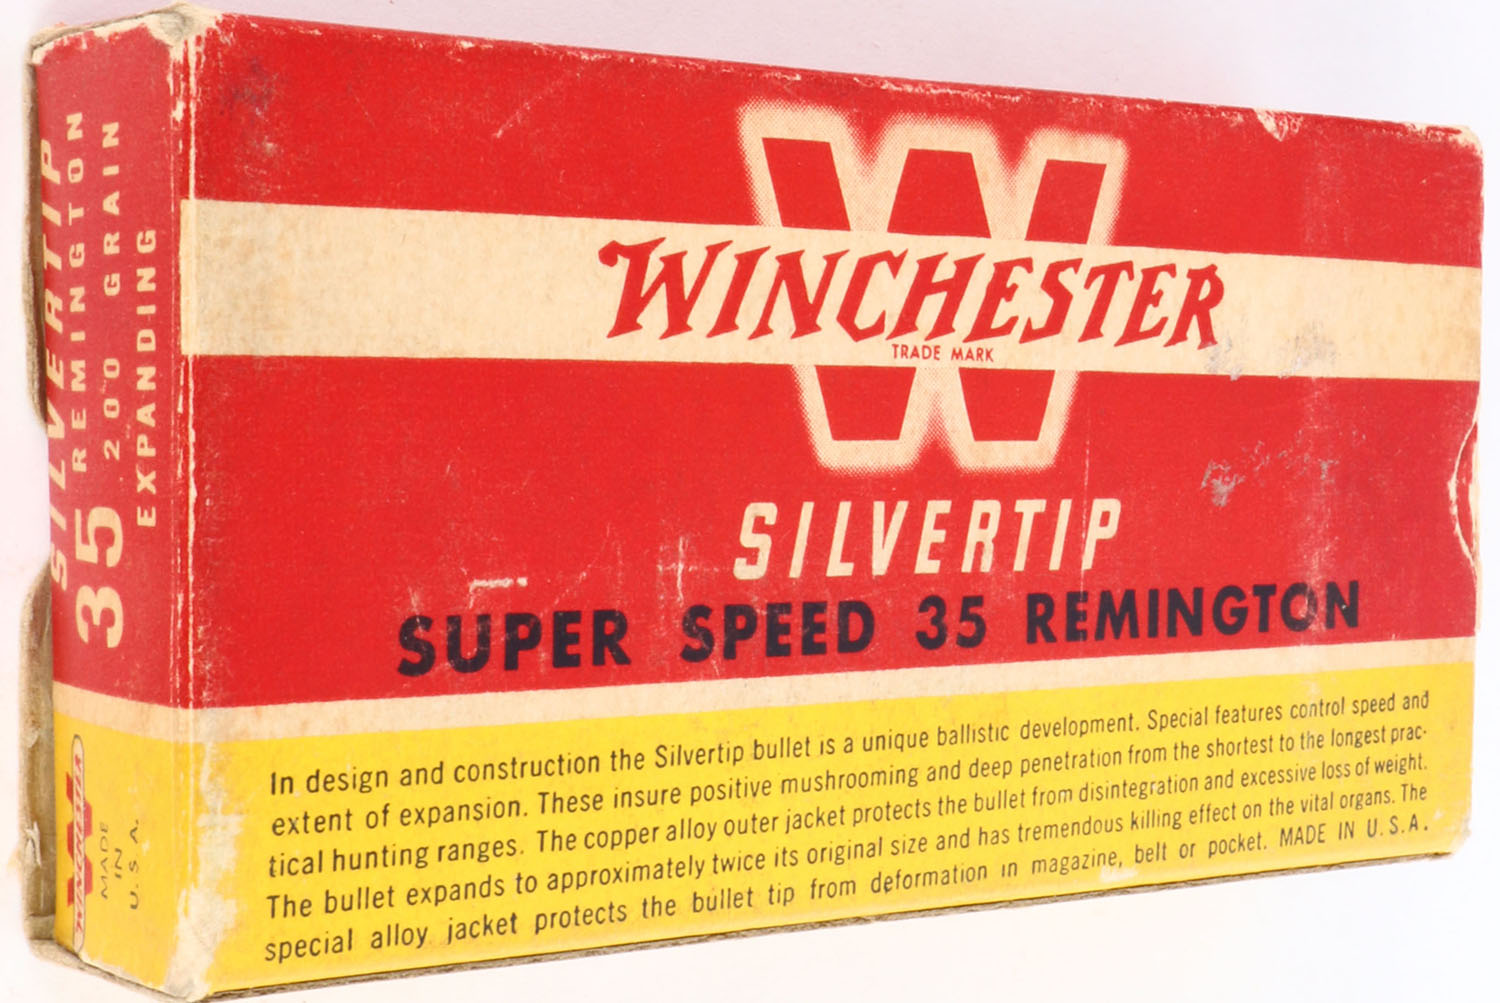 WINCHESTER
TRADE MARK
SILVERTIP
SUPER SPEED 35 REMINGTON
In design and construction the Silvertip bullet is a unique ballistic development. Special features control speed and
extent of expansion. These insure positive mushrooming and deep penetration from the shortest to the longest prac-
tical hunting ranges. The copper alloy outer jacket protects the bullet from disintegration and excessive loss of weight.
The bullet expands to approximately twice its original size and has tremendous killing effect on the vital organs. The
special alloy jacket protects the bullet tip from deformation in magazine, belt or pocket. MADE IN U.S.A.
SILVERTIP
35 REMINGTON
200 GRAIN
EXPANDING
WINCHESTER
MADE
IN
U.S.A.